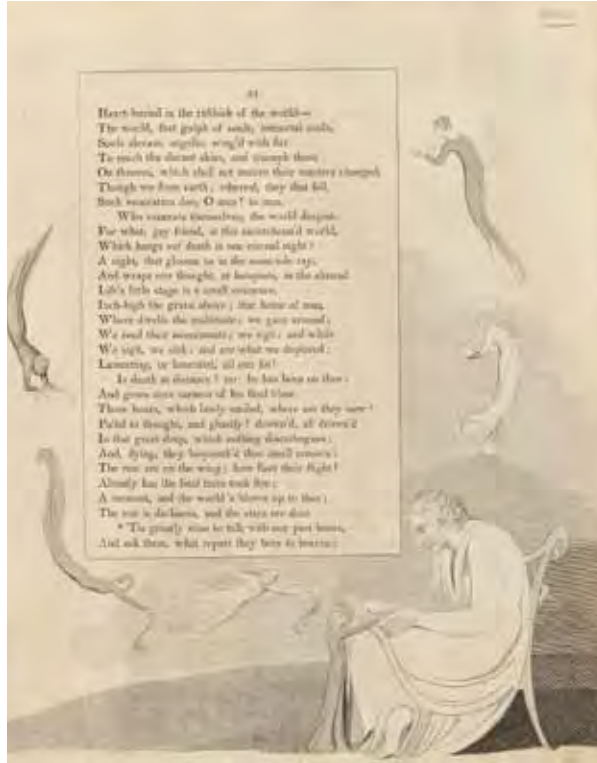 Heart-buried in the rubbish of the world—
The world, that gulph of souls, immortal souls,
Souls elevate, angelic, wing'd with fire
To reach the distant skies, and triumph there
On thrones, which shall not mourn their masters changed,
Though we from earth; ethereal, they that fell.
Such veneration due, O man! to man.
Who venerate themselves, the world despise.
For what, gay friend, is this escutcheon'd world,
Which hangs out death in one eternal night?
A night, that glooms us in the noon-tide ray,
And wraps our thought, at banquets, in the shroud.
Life's little stage is a small eminence,
Inch-high the grave above; that home of man,
Where dwells the multitude; we gaze around;
We read their monuments; we sigh; and while
We sigh, we sink; and are what we deplored;
Lamenting, or lamented, all our lot!
Is death at distance? no: he has been on thee;
And given sure earnest of his final blow.
Those hours, which lately smiled, where are they now?
Pallid to thought, and ghastly! drown'd, all drown'd
In that great deep, which nothing disembogues;
And, dying, they bequeath'd thee small renown:
The rest are on the wing; how fleet their flight!
Already has the fatal train took fire;
A moment, and the world's blown up to thee;
The sun is darkness, and the stars are dust
* 'Tis greatly wise to talk with our past hours,
And ask them, what report they bore to heaven;